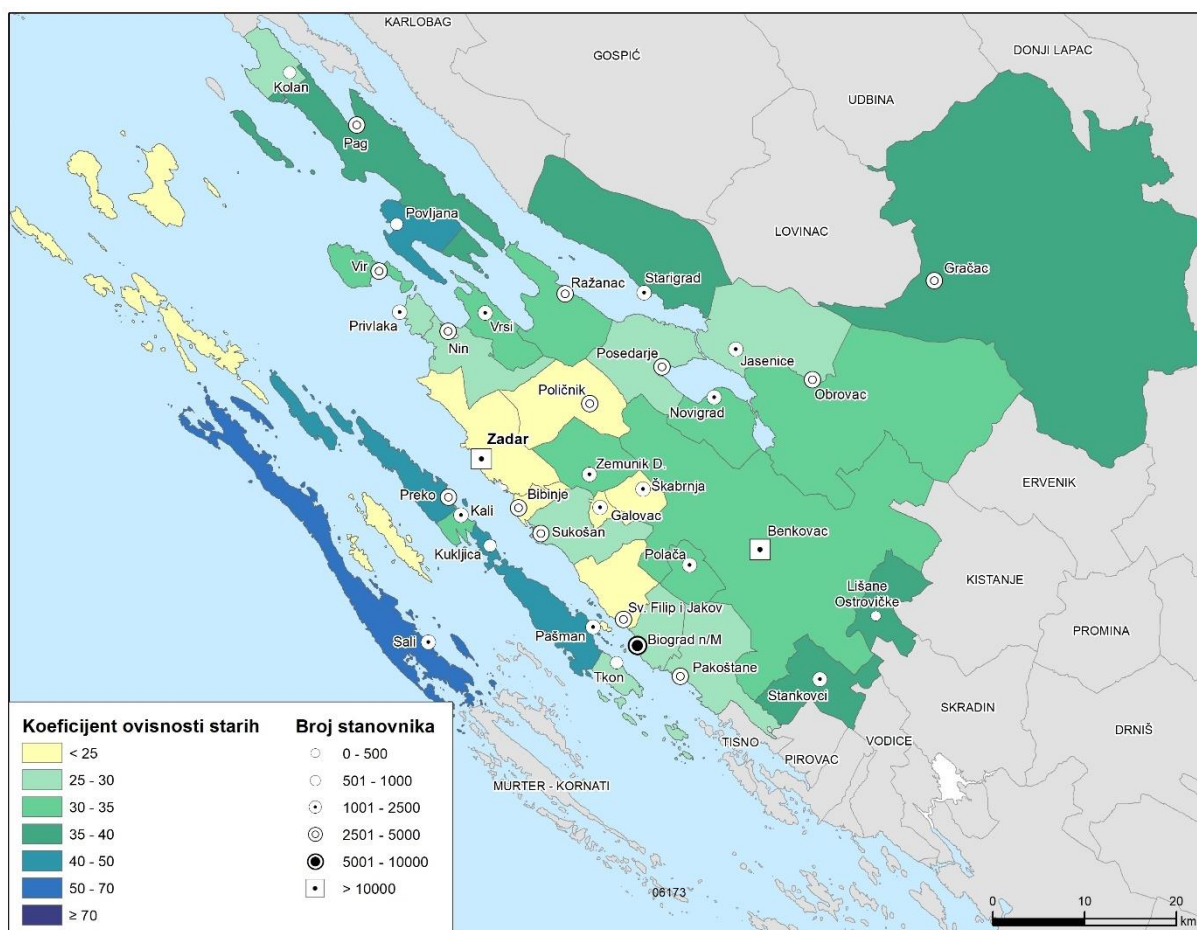 KARLOBAG
GOSPIĆ
DONJI LAPAC
UDBINA
Kolan
Pag
Povljana
LOVINAC
Vir
Ražanac
Starigrad
Gračac
Privlaka
Vrsi
Nin
Posedarje
Jasenice
Obrovac
Poličnik
Novigrad
Zadar
Zemunik D.
Škabrnja
ERVENIK
Preko
Bibinje
Galovac
Kali
Sukošan
Kukljica
Benkovac
Polača
Lišane
Ostrovičke
KISTANJE
Sv. Filip i Jakov
PROMINA
Pašman
Biograd n/M
Sali
Tkon
Pakoštane
Stankovci
SKRADIN
DRNIŠ
TISNO
VODICE
PIROVAC
MURTER - KORNATI
06173
Koeficijent ovisnosti starih
< 25
25 - 30
30 - 35
35 - 40
40 - 50
50 - 70
≥ 70
Broj stanovnika
0 - 500
501 - 1000
1001 - 2500
2501 - 5000
5001 - 10000
> 10000
0 10 20
km